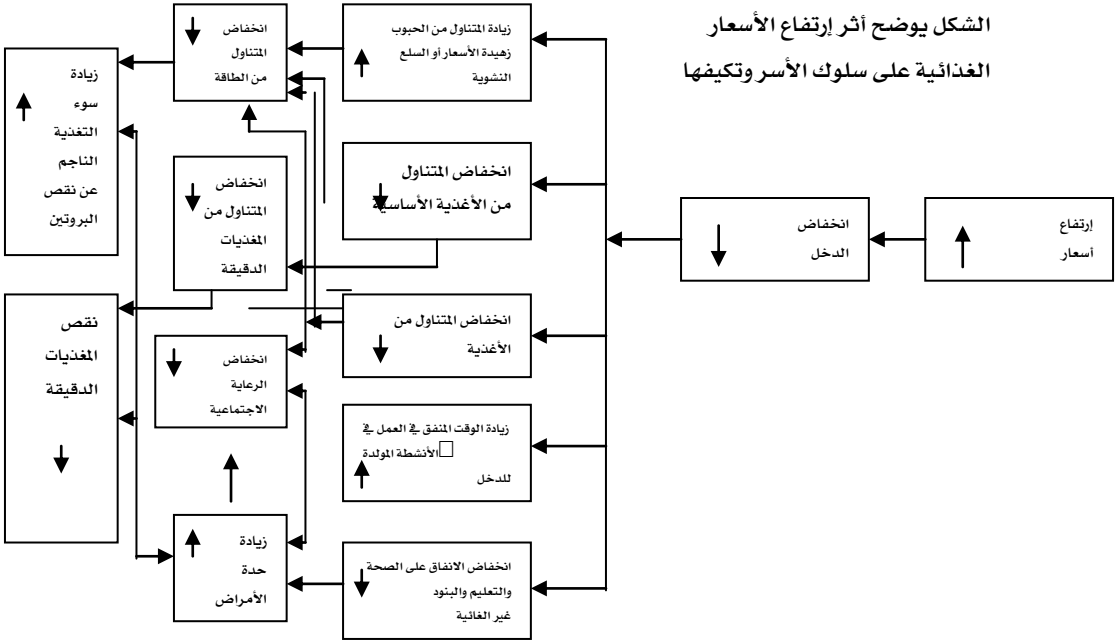 الشكل يوضح أثر إرتفاع الأسعار
الغذائية على سلوك الأسر وتكيفها
إرتفاع
أسعار
انخفاض
الدخل
زيادة المتناول من الحبوب
زهيدة الأسعار أو السلع
النشوية
انخفاض المتناول
من الأغذية الأساسية
انخفاض المتناول من
الأغذية
زيادة الوقت المنفق في العمل في
الأنشطة المولدة
للدخل
انخفاض الانفاق على الصحة
والتعليم والبنود
غير الغائية
انخفاض
المتناول
من الطاقة
انخفاض
المتناول من
المغذيات
الدقيقة
انخفاض
الرعاية
الاجتماعية
زيادة
حدة
الأمراض
زيادة
سوء
التغذية
الناجم
عن نقص
البروتين
نقص
المغذيات
الدقيقة